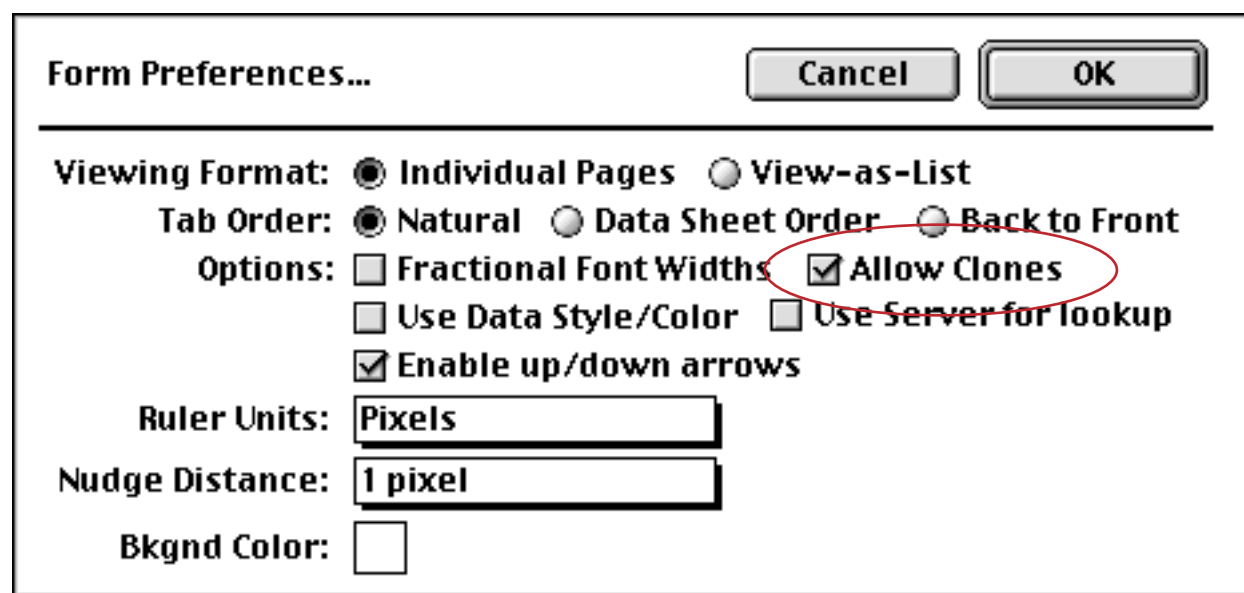 Form Preferences... Cancel OK
Viewing Format: Individual Pages View-as-List
Tab Order: Natural Data Sheet Order Back to Front
Options: Fractional Font Widths Allow Clones
Use Data Style/Color Use Server for lookup
Enable up/down arrows
Ruler Units: Pixels
Nudge Distance: 1 pixel
Bkgnd Color: